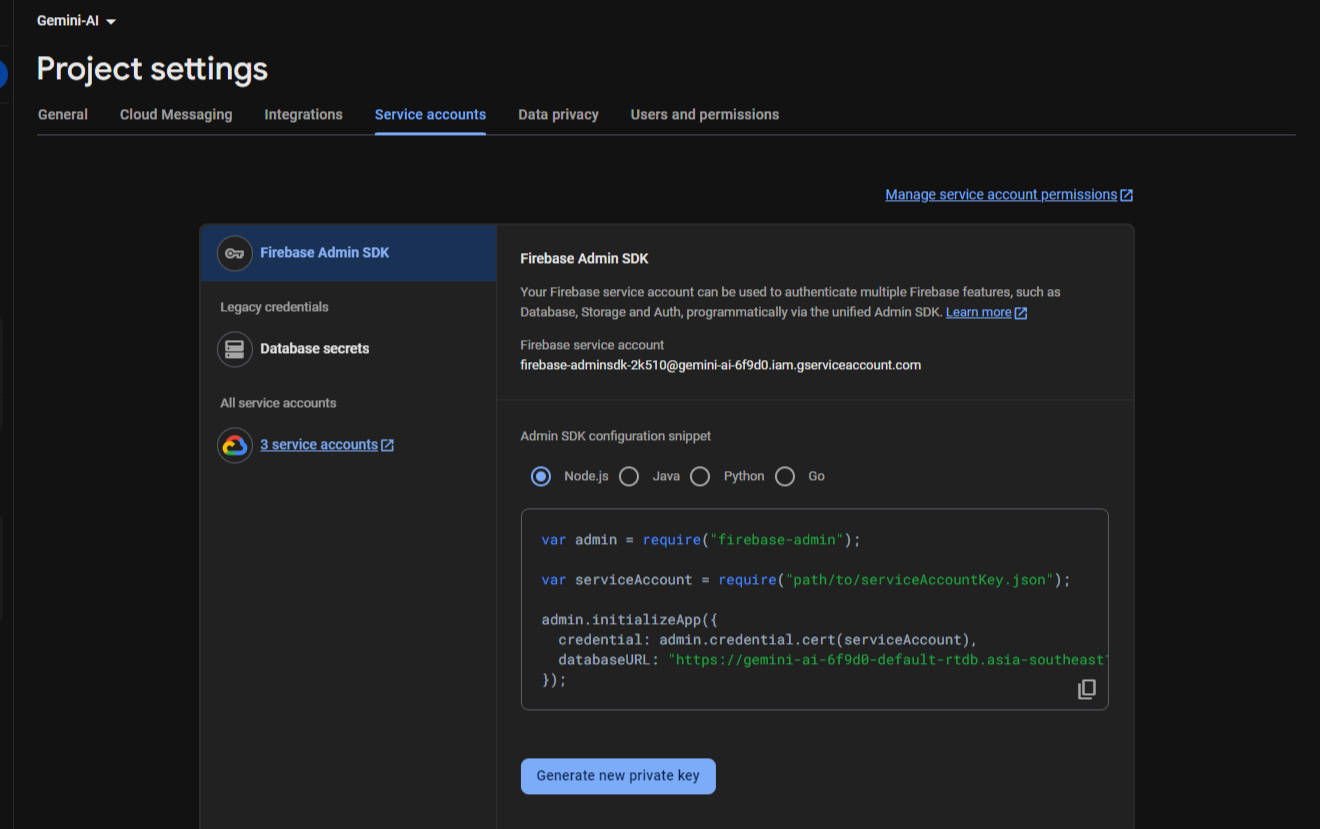 Gemini-AI
Project settings
General Cloud Messaging Integrations Service accounts Data privacy Users and permissions
Manage service account permissions
Firebase Admin SDK
Legacy credentials
Database secrets
All service accounts
3 service accounts
Firebase Admin SDK
Your Firebase service account can be used to authenticate multiple Firebase features, such as
Database, Storage and Auth, programmatically via the unified Admin SDK. Learn more
Firebase service account
firebase-adminsdk-2k510@gemini-ai-6f9d0.iam.gserviceaccount.com
Admin SDK configuration snippet
Node.js Java Python Go
var admin = require("firebase-admin");
var serviceAccount = require("path/to/serviceAccountKey.json");
admin.initializeApp({
credential: admin.credential.cert(serviceAccount),
databaseURL: "https://gemini-ai-6f9d0-default-rtdb.asia-southeast
});
Generate new private key